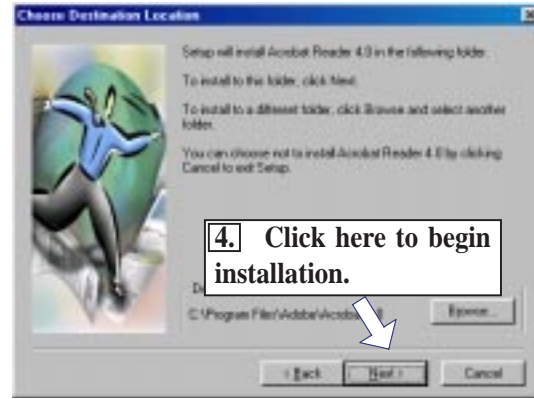 Choose Destination Location
Setup will install Acrobat Reader 4.0 in the following folder.
To install to this folder, click Next.
To install to a different folder, click Browse and select another
folder.
You can choose not to install Acrobat Reader 4.0 by clicking
Cancel to exit Setup.
4. Click here to begin
installation.
C:\Program Files\Adobe\Acrobat
Browse...
< Back
Next >
Cancel